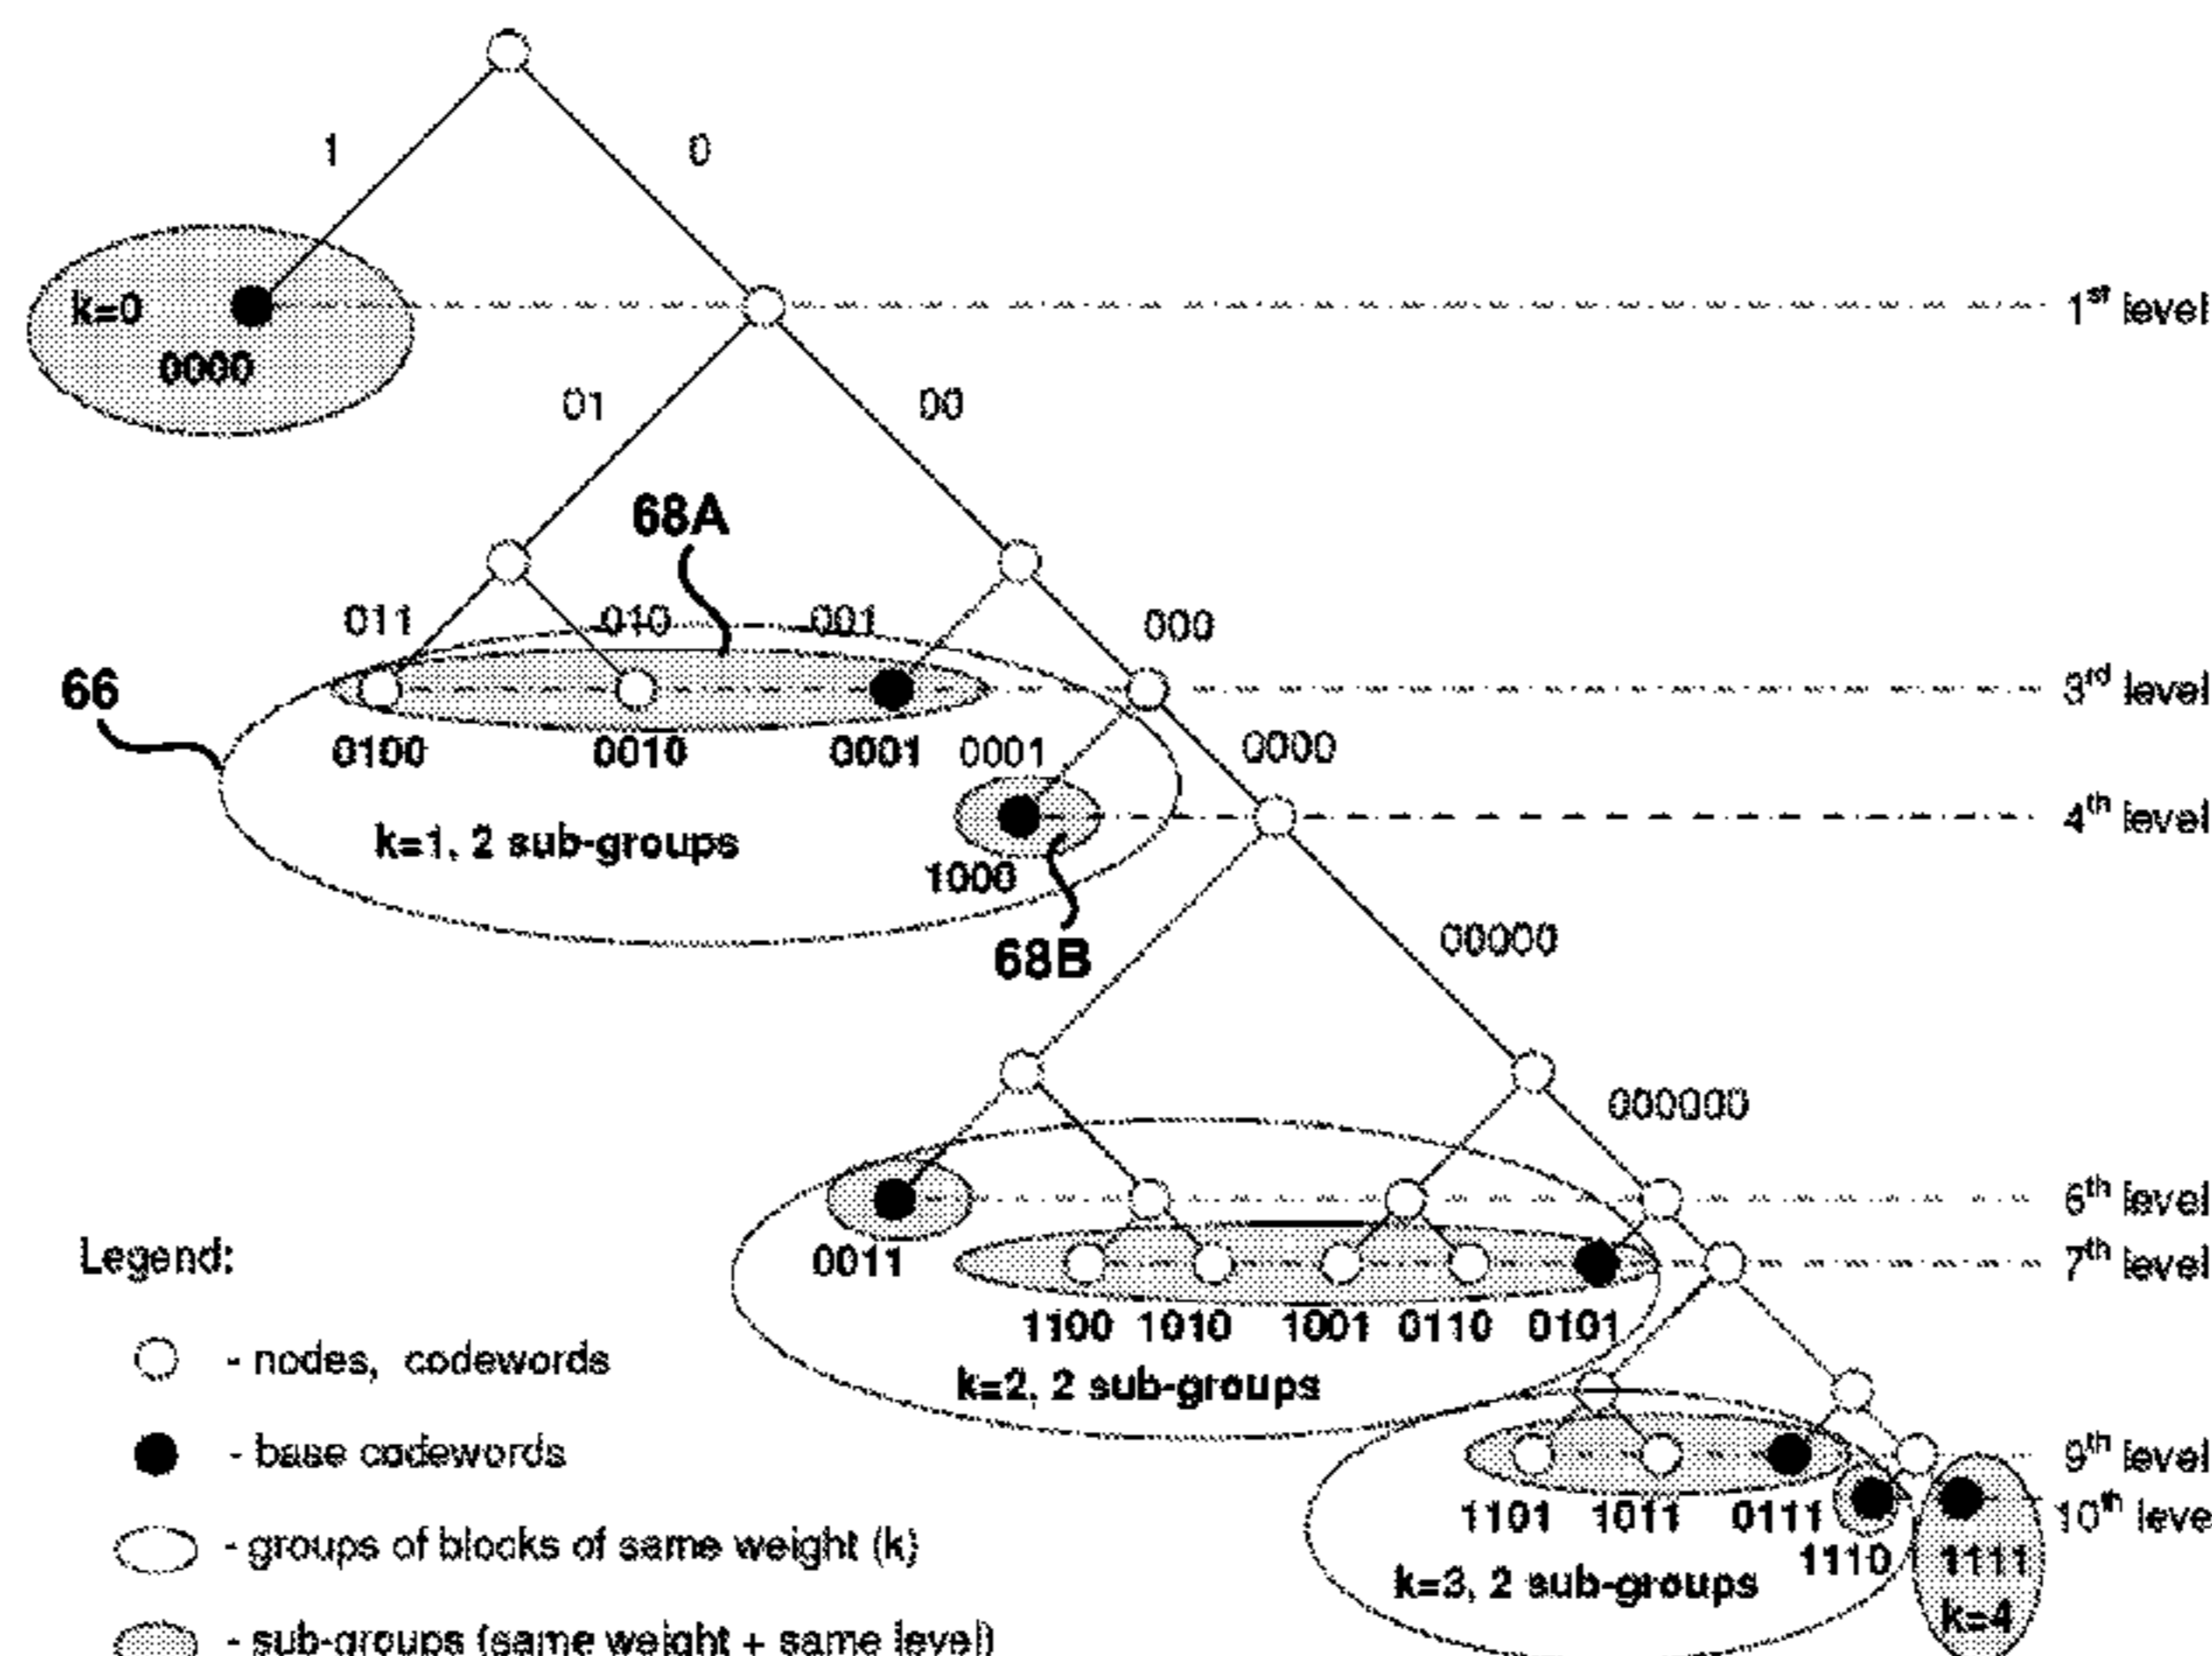 1 0
k=0
0000
1st level
01 00
68A
011 010 001 000
66
3rd level
0100 0010 0001 0001 0000
4th level
k=1, 2 sub-groups
1000
68B
00000
000000
6th level
0011
7th level
1100 1010 1001 0110 0101
k=2, 2 sub-groups
9th level
1101 1011 0111
10th leve
1110 1111
k=3, 2 sub-groups
k=4
Legend:
- nodes, codewords
- base codewords
- groups of blocks of same weight (k)
- sub-groups (same weight + same level)